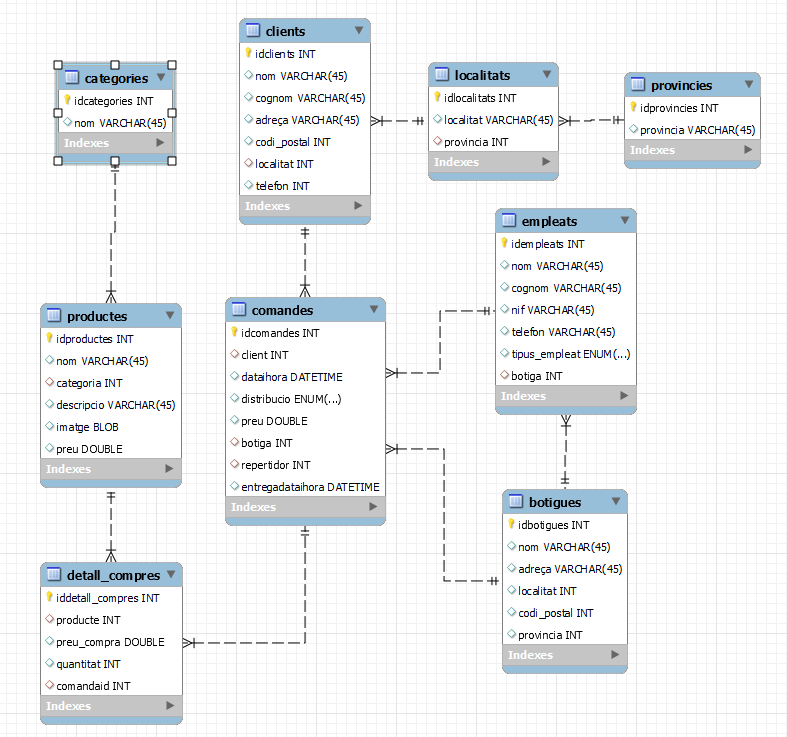 categories
idcategories INT
nom VARCHAR(45)
Indexes
clients
idclients INT
nom VARCHAR(45)
cognom VARCHAR(45)
adreça VARCHAR(45)
codi_postal INT
localitat INT
telefon INT
Indexes
localitats
idlocalitats INT
localitat VARCHAR(45)
provincia INT
Indexes
provincies
idprovincies INT
provincia VARCHAR(45)
Indexes
empleats
idempleats INT
nom VARCHAR(45)
cognom VARCHAR(45)
nif VARCHAR(45)
telefon VARCHAR(45)
tipus_empleat ENUM(...)
botiga INT
Indexes
productes
idproductes INT
nom VARCHAR(45)
categoria INT
descripcio VARCHAR(45)
imatge BLOB
preu DOUBLE
Indexes
comandes
idcomandes INT
client INT
dataihora DATETIME
distribucio ENUM(...)
preu DOUBLE
botiga INT
repertidor INT
entregadataihora DATETIME
Indexes
botigues
idbotigues INT
nom VARCHAR(45)
adreça VARCHAR(45)
localitat INT
codi_postal INT
provincia INT
Indexes
detall_compres
iddetall_compres INT
producte INT
preu_compra DOUBLE
quantitat INT
comandaid INT
Indexes